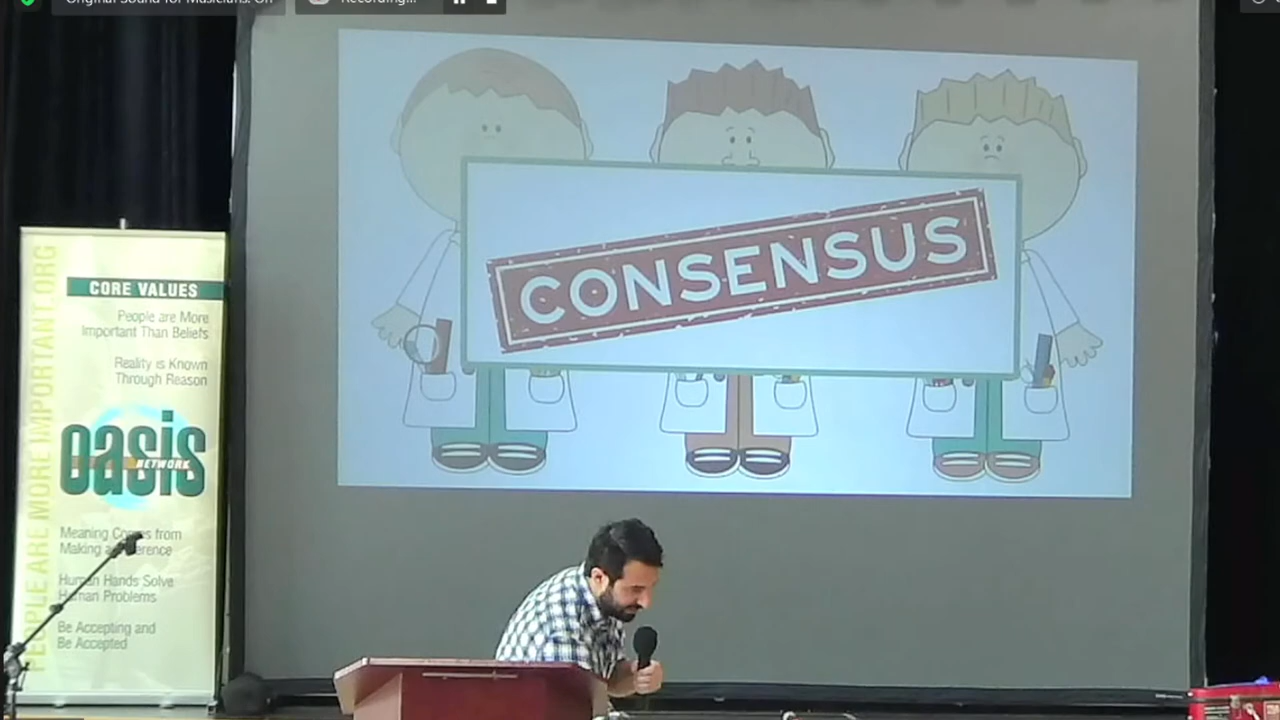 Original Sound for Musicians: On
Recording...
CONSENSUS
PEOPLE ARE MORE IMPORTANT.ORG
CORE VALUES
People are More
Important Than Beliefs
Reality is Known
Through Reason
oasis
NETWORK
Meaning Comes from
Making a Difference
Human Hands Solve
Human Problems
Be Accepting and
Be Accepted